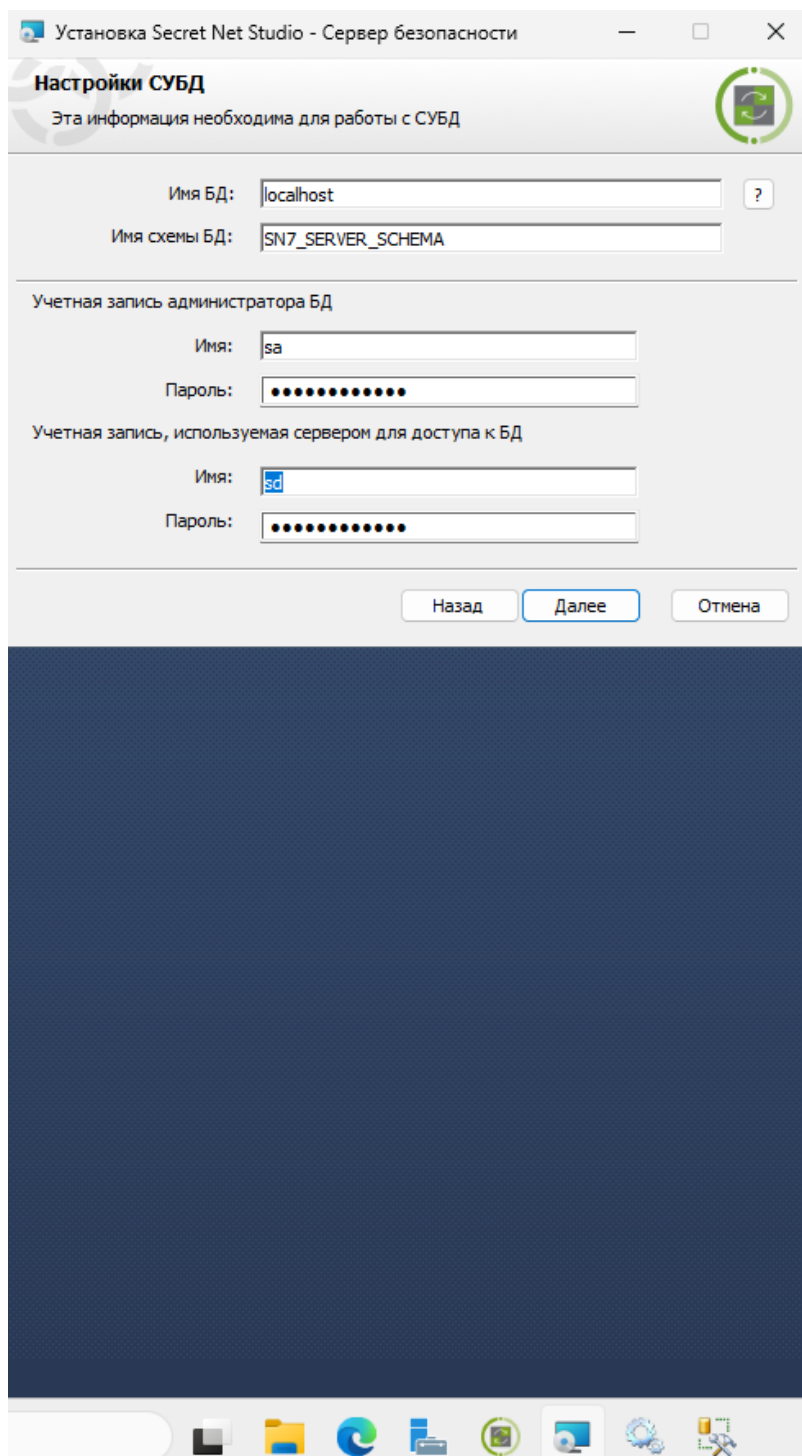 Установка Secret Net Studio - Сервер безопасности
Настройки СУБД
Эта информация необходима для работы с СУБД
Имя БД: localhost ?
Имя схемы БД: SN7_SERVER_SCHEMA
Учетная запись администратора БД
Имя: sa
Пароль: ●●●●●●●●●●●●
Учетная запись, используемая сервером для доступа к БД
Имя: sd
Пароль: ●●●●●●●●●●●●
Назад Далее Отмена